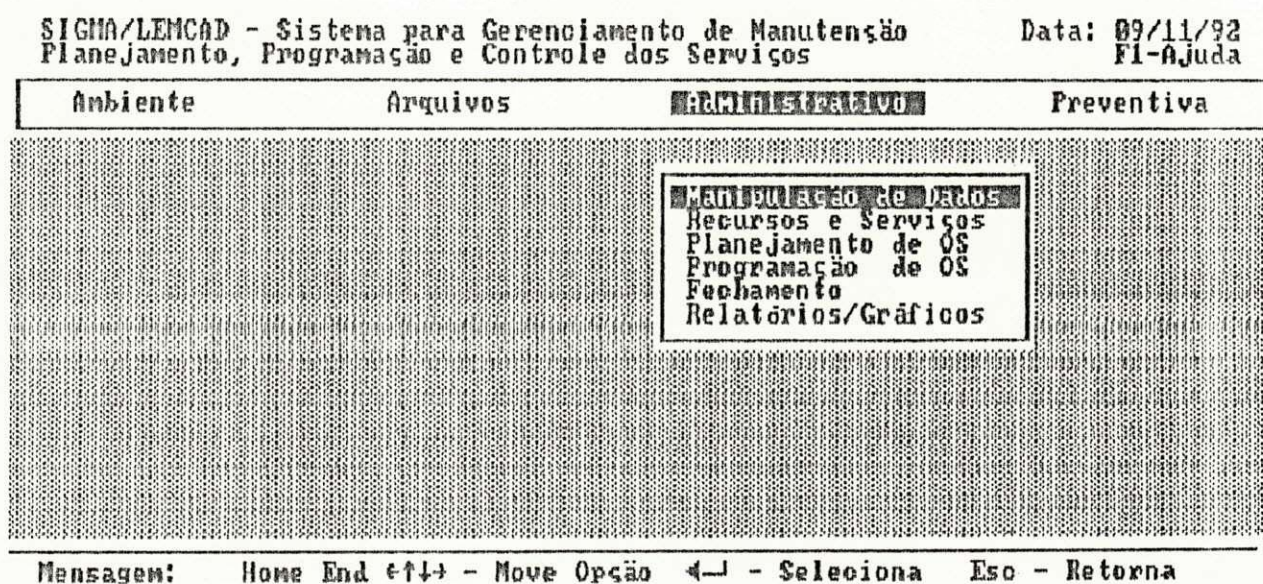 SIGMA/LEMCAD - Sistema para Gerenciamento de Manutenção Data: 09/11/92
Planejamento, Programação e Controle dos Serviços F1-Ajuda
Ambiente Arquivos Administrativo Preventiva
Manipulação de Dados
Recursos e Serviços
Planejamento de OS
Programação de OS
Fechamento
Relatórios/Gráficos
Mensagem: Home End ←↑↓→ - Move Opção ◄─┘ - Seleciona Esc - Retorna